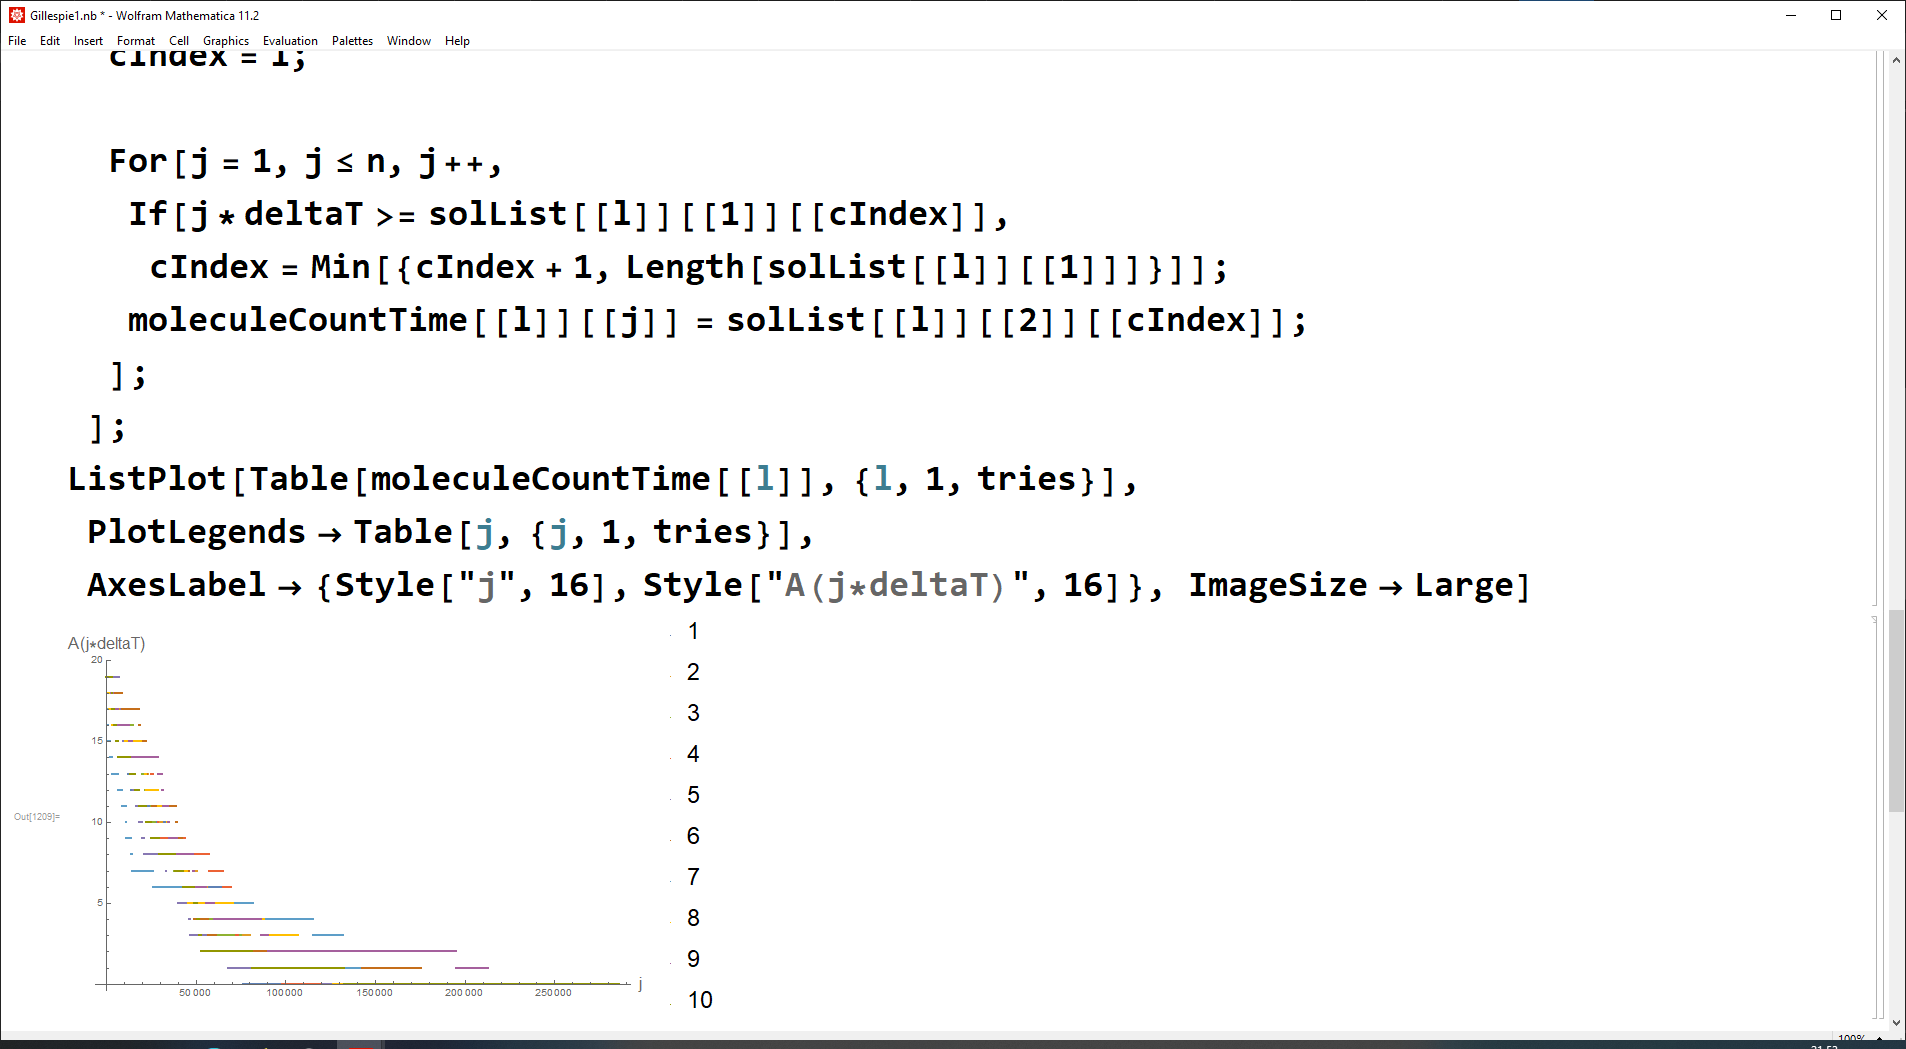 Gillespie1.nb * - Wolfram Mathematica 11.2
File Edit Insert Format Cell Graphics Evaluation Palettes Window Help
cIndex = 1;
For[j = 1, j ≤ n, j++,
If[j * deltaT >= solList[[l]][[1]][[cIndex]],
cIndex = Min[{cIndex + 1, Length[solList[[l]][[1]]]}]];
moleculeCountTime[[l]][[j]] = solList[[l]][[2]][[cIndex]];
];
];
ListPlot[Table[moleculeCountTime[[l]], {l, 1, tries}],
PlotLegends → Table[j, {j, 1, tries}],
AxesLabel → {Style["j", 16], Style["A(j*deltaT)", 16]}, ImageSize → Large]
A(j*deltaT)
20
15
10
5
Out[1209]=
50 000 100 000 150 000 200 000 250 000
j
1
2
3
4
5
6
7
8
9
10
100%